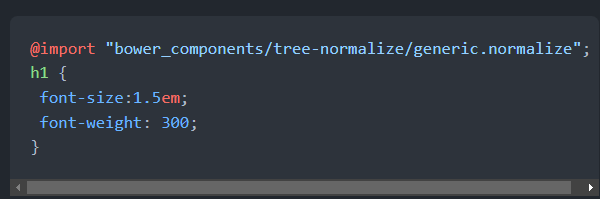 @import "bower_components/tree-normalize/generic.normalize";
h1 {
 font-size:1.5em;
 font-weight: 300;
}